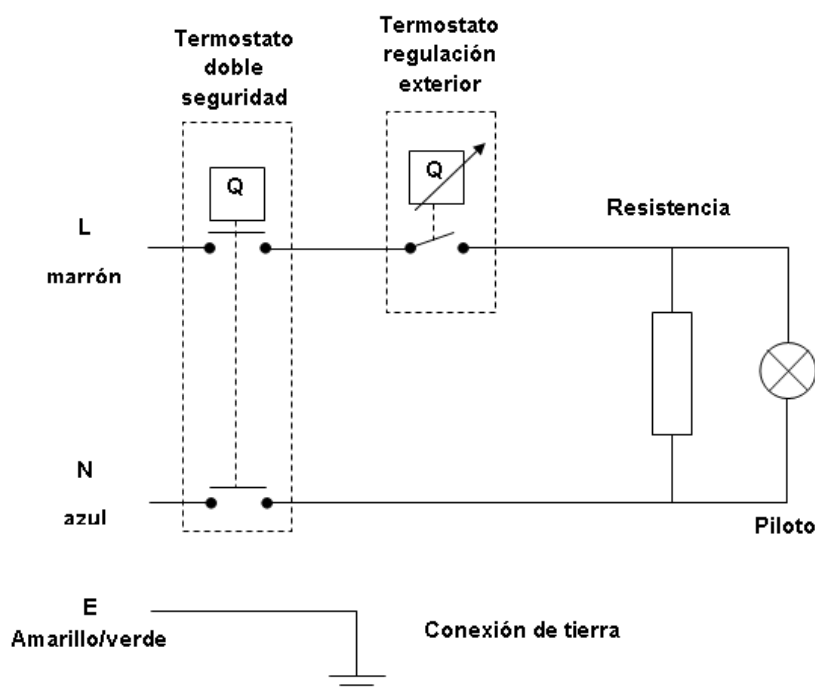 Termostato
doble
seguridad
Termostato
regulación
exterior
Q
Q
L
marrón
Resistencia
N
azul
Piloto
E
Amarillo/verde
Conexión de tierra